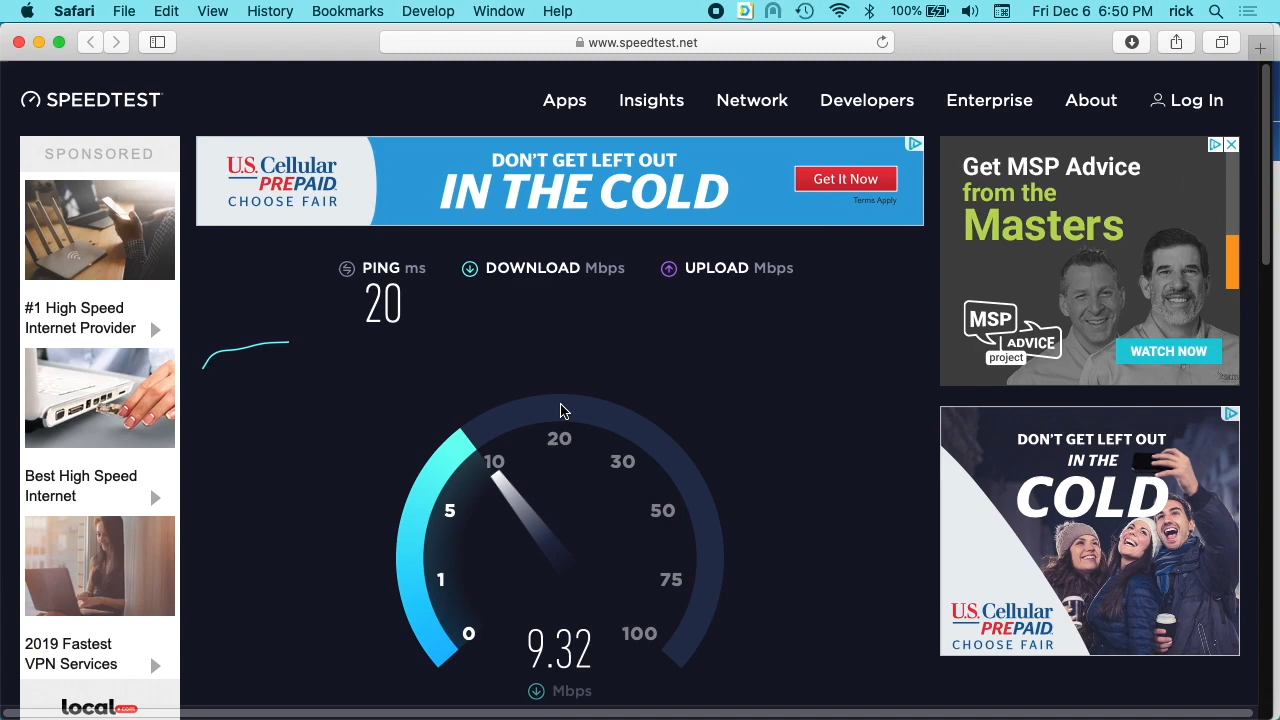 Safari File Edit View History Bookmarks Develop Window Help 100% Fri Dec 6 6:50 PM rick
www.speedtest.net
SPEEDTEST Apps Insights Network Developers Enterprise About Log In
SPONSORED
#1 High Speed
Internet Provider
Best High Speed
Internet
2019 Fastest
VPN Services
local.com
U.S. Cellular
PREPAID
CHOOSE FAIR
DON'T GET LEFT OUT
IN THE COLD
Get It Now
Terms Apply
PING ms DOWNLOAD Mbps UPLOAD Mbps
20
0
1
5
10
20
30
50
75
100
9.32
Mbps
Get MSP Advice
from the
Masters
MSP
ADVICE
project
WATCH NOW
DON'T GET LEFT OUT
IN THE
COLD
U.S. Cellular
PREPAID
CHOOSE FAIR